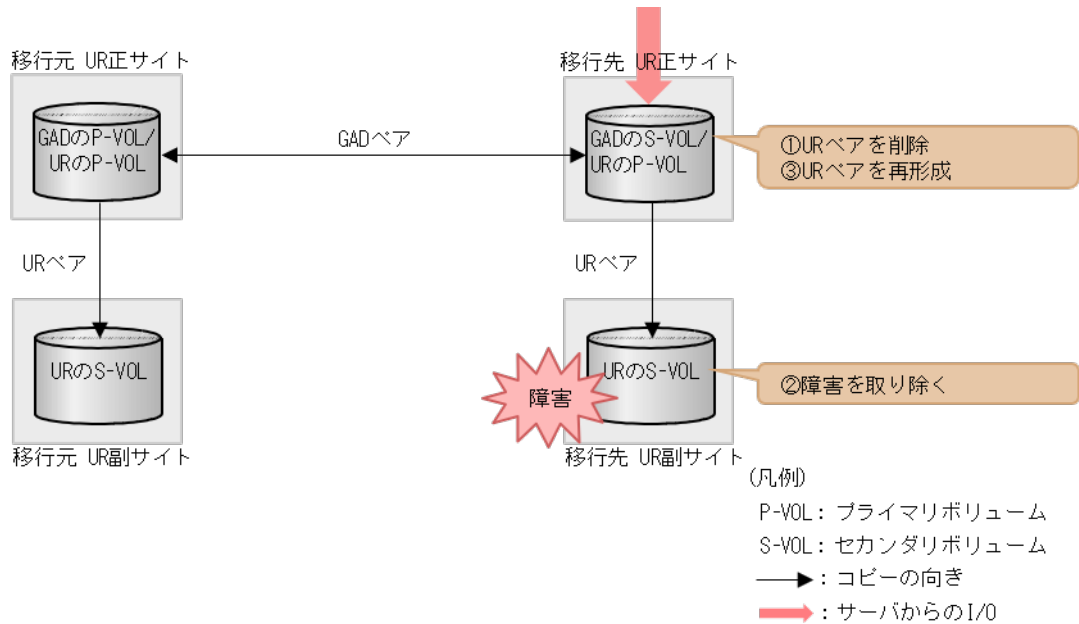 移行元 UR正サイト
移行先 UR正サイト
GADのP-VOL/
URのP-VOL
GADペア
GADのS-VOL/
URのP-VOL
①URペアを削除
③URペアを再形成
URペア
URペア
URのS-VOL
障害
URのS-VOL
②障害を取り除く
移行元 UR副サイト
移行先 UR副サイト
(凡例)
P-VOL: プライマリボリューム
S-VOL: セカンダリボリューム
: コピーの向き
: サーバからのI/O